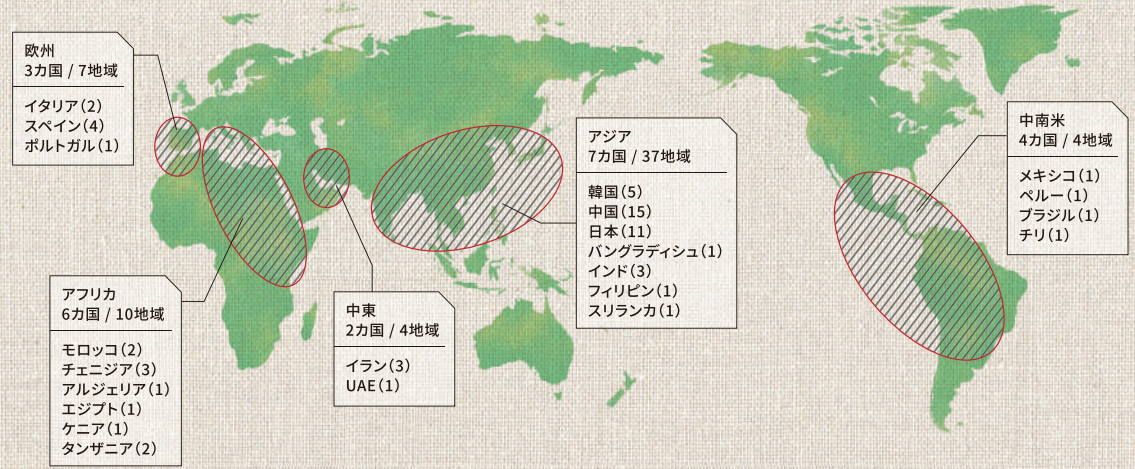 欧州
3カ国 / 7地域
イタリア（2）
スペイン（4）
ポルトガル（1）
アフリカ
6カ国 / 10地域
モロッコ（2）
チェニジア（3）
アルジェリア（1）
エジプト（1）
ケニア（1）
タンザニア（2）
中東
2カ国 / 4地域
イラン（3）
UAE（1）
アジア
7カ国 / 37地域
韓国（5）
中国（15）
日本（11）
バングラディシュ（1）
インド（3）
フィリピン（1）
スリランカ（1）
中南米
4カ国 / 4地域
メキシコ（1）
ペルー（1）
ブラジル（1）
チリ（1）